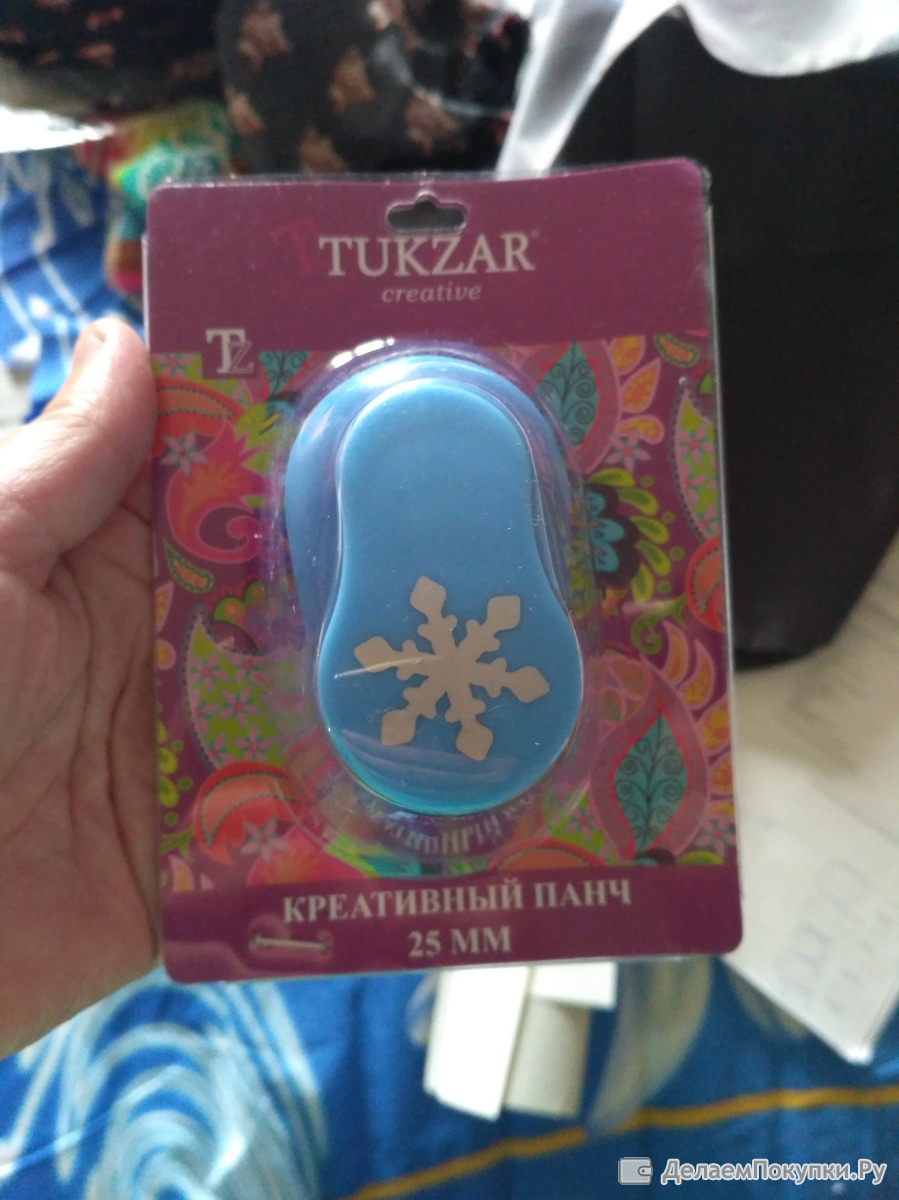 TUKZAR®
creative
TZ
КРЕАТИВНЫЙ ПАНЧ
25 ММ
ДелаемПокупки.Ру